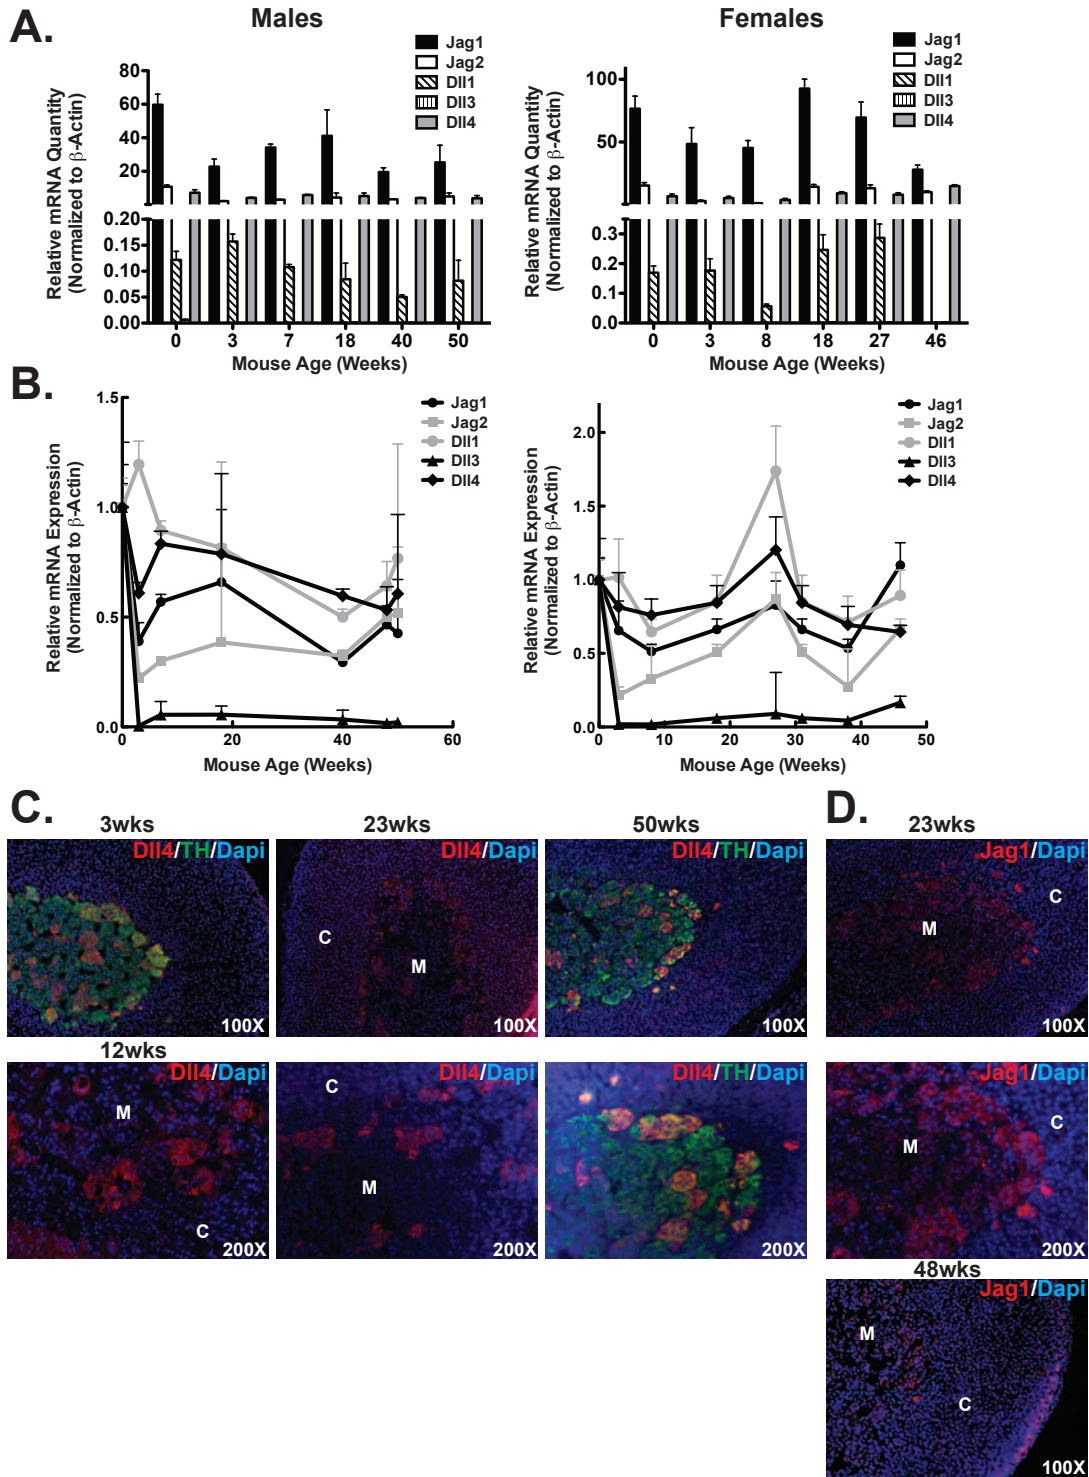 A.
Males
Females
Jag1
Jag2
Dll1
Dll3
Dll4
Relative mRNA Quantity
(Normalized to β-Actin)
80
60
40
20
0.20
0.15
0.10
0.05
0.00
0 3 7 18 40 50
Mouse Age (Weeks)
Jag1
Jag2
Dll1
Dll3
Dll4
Relative mRNA Quantity
(Normalized to β-Actin)
100
50
0.3
0.2
0.1
0.0
0 3 8 18 27 46
Mouse Age (Weeks)
B.
Jag1
Jag2
Dll1
Dll3
Dll4
Relative mRNA Expression
(Normalized to β-Actin)
1.5
1.0
0.5
0.0
0 20 40 60
Mouse Age (Weeks)
Jag1
Jag2
Dll1
Dll3
Dll4
Relative mRNA Expression
(Normalized to β-Actin)
2.0
1.5
1.0
0.5
0.0
0 10 20 30 40 50
Mouse Age (Weeks)
C.
3wks
Dll4/TH/Dapi
100X
23wks
Dll4/Dapi
C
M
100X
50wks
Dll4/TH/Dapi
100X
12wks
Dll4/Dapi
M
C
200X
Dll4/Dapi
C
M
200X
Dll4/TH/Dapi
200X
D.
23wks
Jag1/Dapi
C
M
100X
Jag1/Dapi
C
M
200X
48wks
Jag1/Dapi
M
C
100X